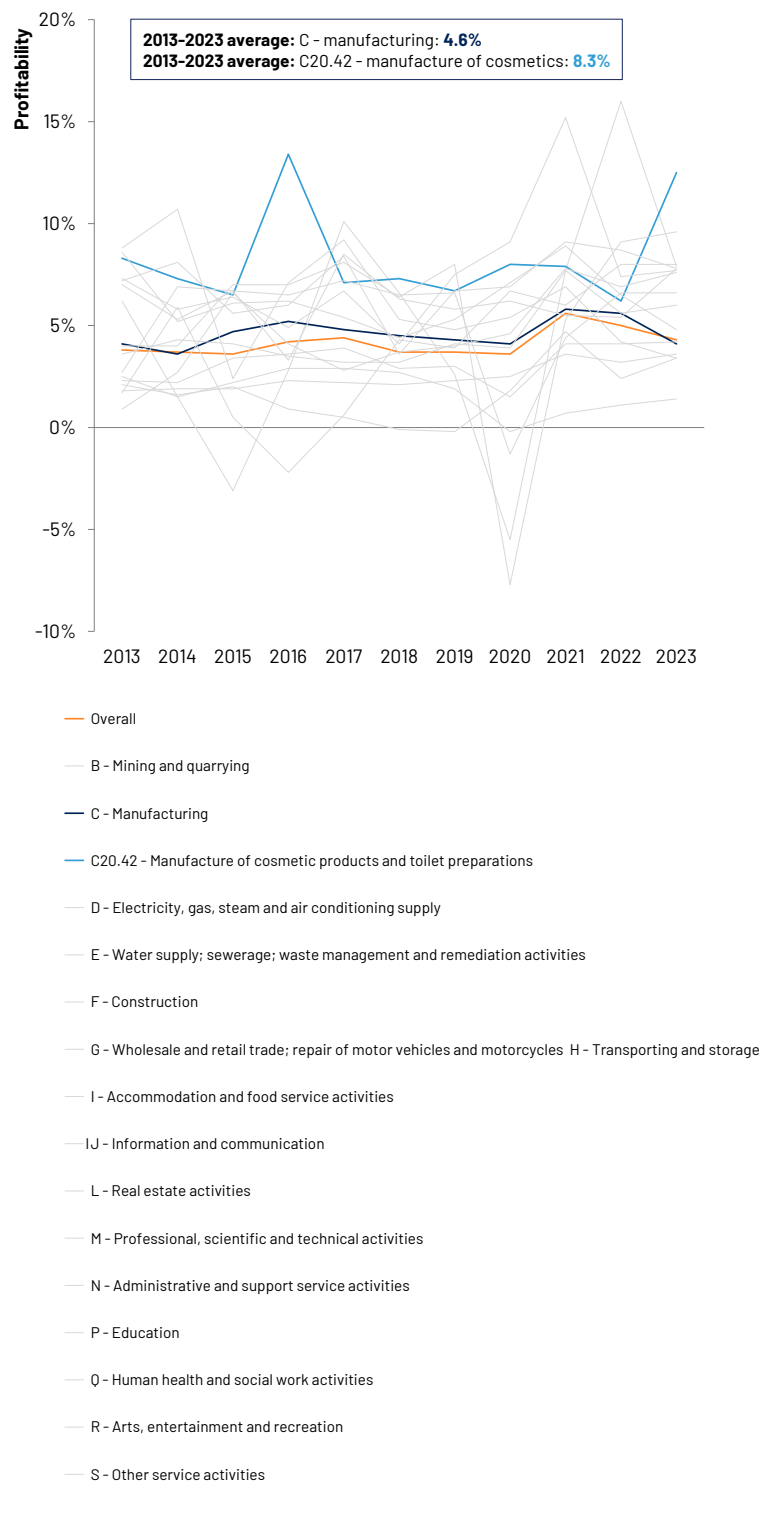 20%
2013-2023 average: C - manufacturing: 4.6%
2013-2023 average: C20.42 - manufacture of cosmetics: 8.3%
Profitability
15%
10%
5%
0%
-5%
-10%
2013 2014 2015 2016 2017 2018 2019 2020 2021 2022 2023
Overall
B - Mining and quarrying
C - Manufacturing
C20.42 - Manufacture of cosmetic products and toilet preparations
D - Electricity, gas, steam and air conditioning supply
E - Water supply; sewerage; waste management and remediation activities
F - Construction
G - Wholesale and retail trade; repair of motor vehicles and motorcycles H - Transporting and storage
I - Accommodation and food service activities
IJ - Information and communication
L - Real estate activities
M - Professional, scientific and technical activities
N - Administrative and support service activities
P - Education
Q - Human health and social work activities
R - Arts, entertainment and recreation
S - Other service activities